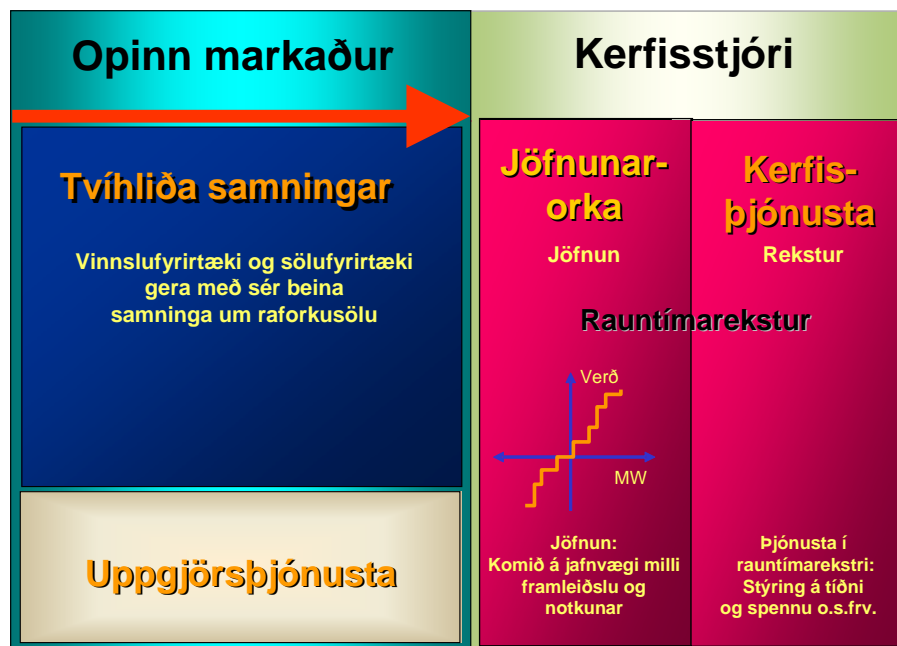 Opinn markaður
Kerfisstjóri
Tvíhliða samningar
Vinnslufyrirtæki og sölufyrirtæki
gera með sér beina
samninga um raforkusölu
Uppgjörsþjónusta
Jöfnunar-
orka
Jöfnun
Kerfis-
þjónusta
Rekstur
Rauntímarekstur
Verð
MW
Jöfnun:
Komið á jafnvægi milli
framleiðslu og
notkunar
Þjónusta í
rauntímarekstri:
Stýring á tíðni
og spennu o.s.frv.